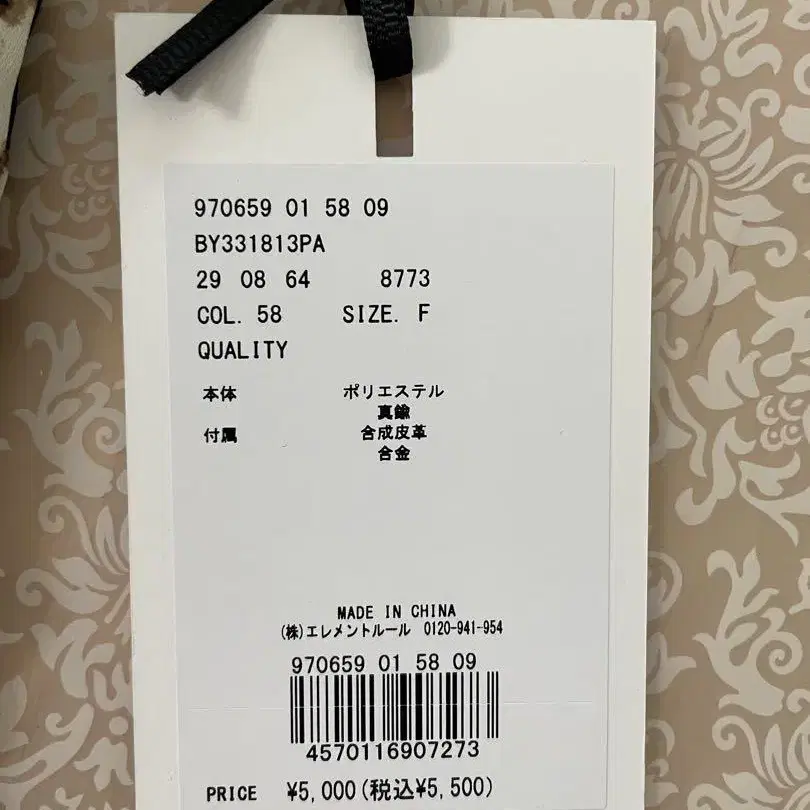 970659 01 58 09
BY331813PA
29 08 64 8773
COL. 58 SIZE. F
QUALITY
本体 ポリエステル
真鍮
付属 合成皮革
合金
MADE IN CHINA
(株)エレメントルール 0120-941-954
970659 01 58 09
4570116907273
PRICE ¥5,000(税込¥5,500)